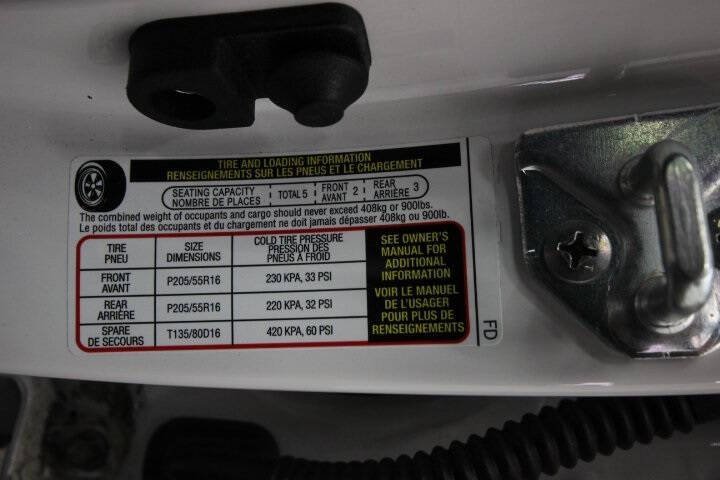 TIRE AND LOADING INFORMATION
RENSEIGNEMENTS SUR LES PNEUS ET LE CHARGEMENT
SEATING CAPACITY
NOMBRE DE PLACES
TOTAL 5
FRONT
AVANT 2
REAR
ARRIÈRE 3
The combined weight of occupants and cargo should never exceed 408kg or 900lbs.
Le poids total des occupants et du chargement ne doit jamais dépasser 408kg ou 900lb.
TIRE
PNEU
SIZE
DIMENSIONS
COLD TIRE PRESSURE
PRESSION DES
PNEUS À FROID
FRONT
AVANT
P205/55R16
230 KPA, 33 PSI
REAR
ARRIÈRE
P205/55R16
220 KPA, 32 PSI
SPARE
DE SECOURS
T135/80D16
420 KPA, 60 PSI
SEE OWNER'S
MANUAL FOR
ADDITIONAL
INFORMATION
VOIR LE MANUEL
DE L'USAGER
POUR PLUS DE
RENSEIGNEMENTS
FD